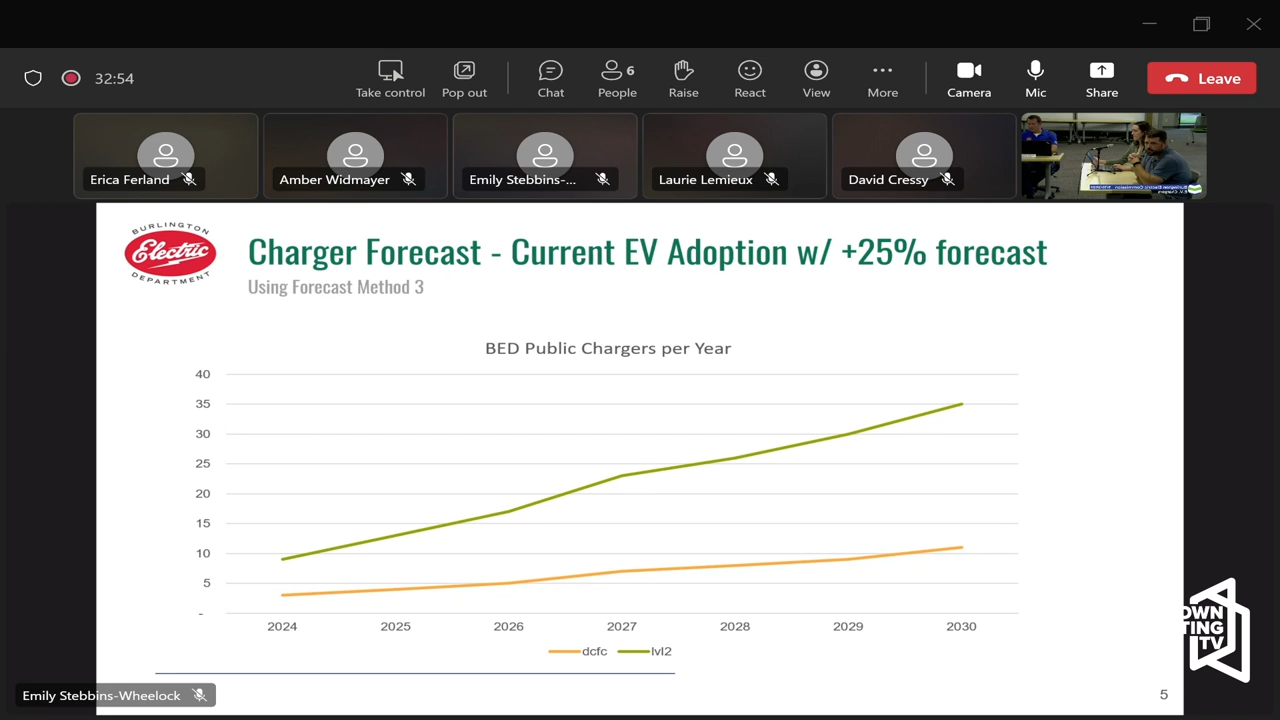 32:54
Take control
Pop out
Chat
6
People
Raise
React
View
More
Camera
Mic
Share
Leave
Erica Ferland
Amber Widmayer
Emily Stebbins-...
Laurie Lemieux
David Cressy
BURLINGTON
Electric
DEPARTMENT
Charger Forecast - Current EV Adoption w/ +25% forecast
Using Forecast Method 3
BED Public Chargers per Year
40
35
30
25
20
15
10
5
-
2024 2025 2026 2027 2028 2029 2030
dcfc lvl2
Emily Stebbins-Wheelock
5
OWN
TING
TV